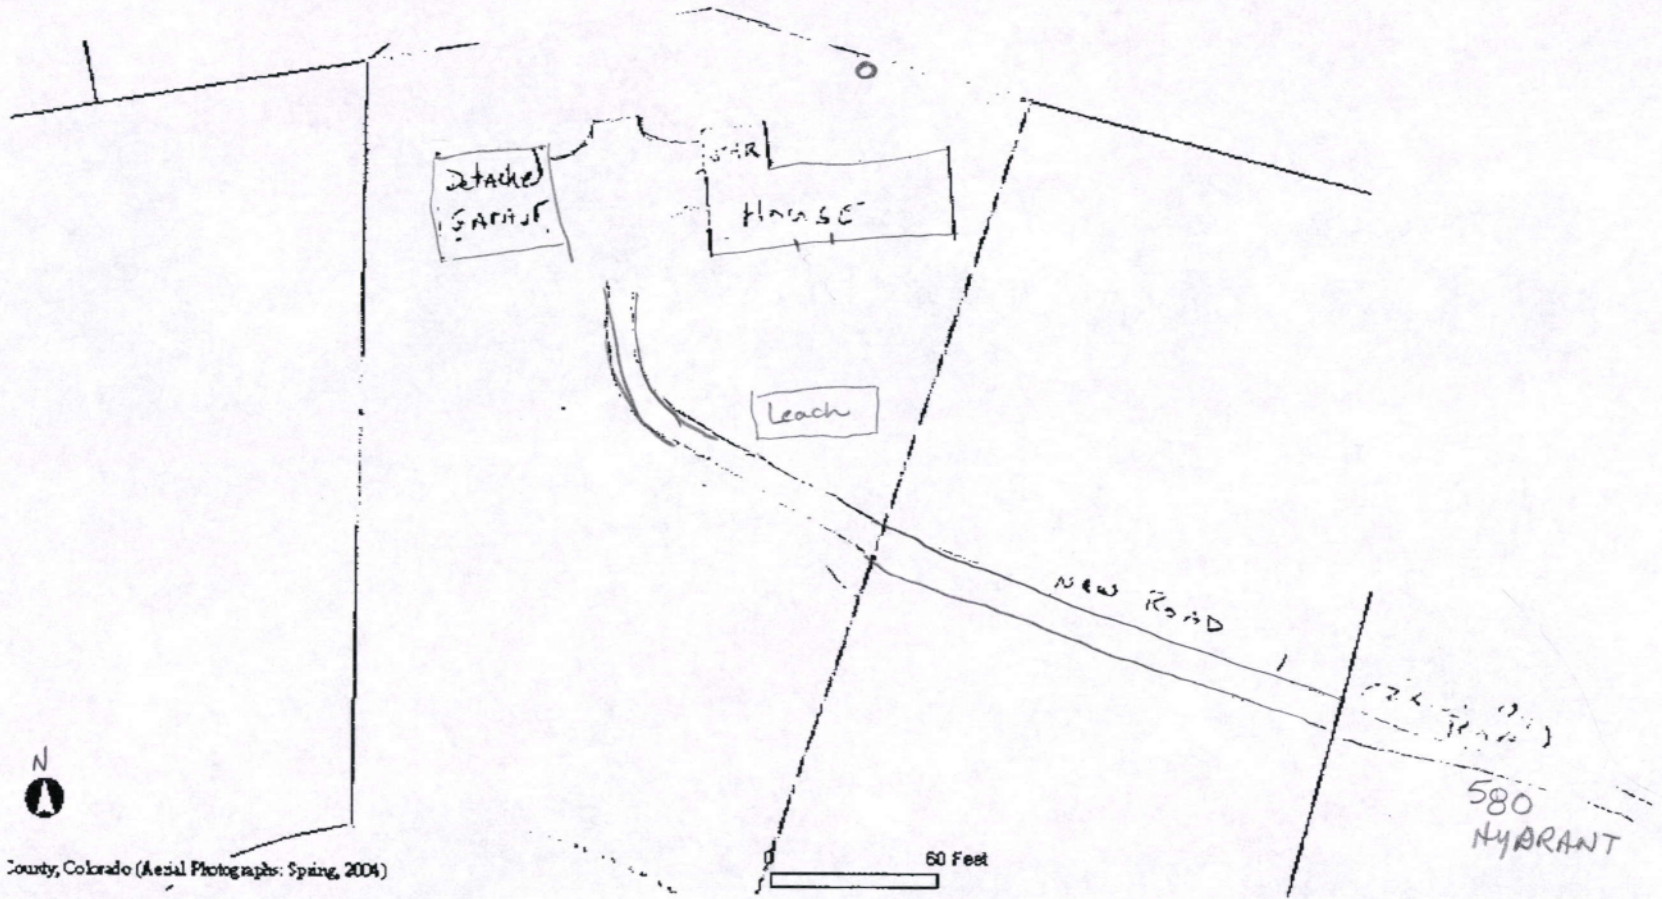 Detached
GARAGE
GAR
HOUSE
Leach
NEW ROAD
580
HYDRANT
N
County, Colorado (Aerial Photographs: Spring, 2004)
0 60 Feet